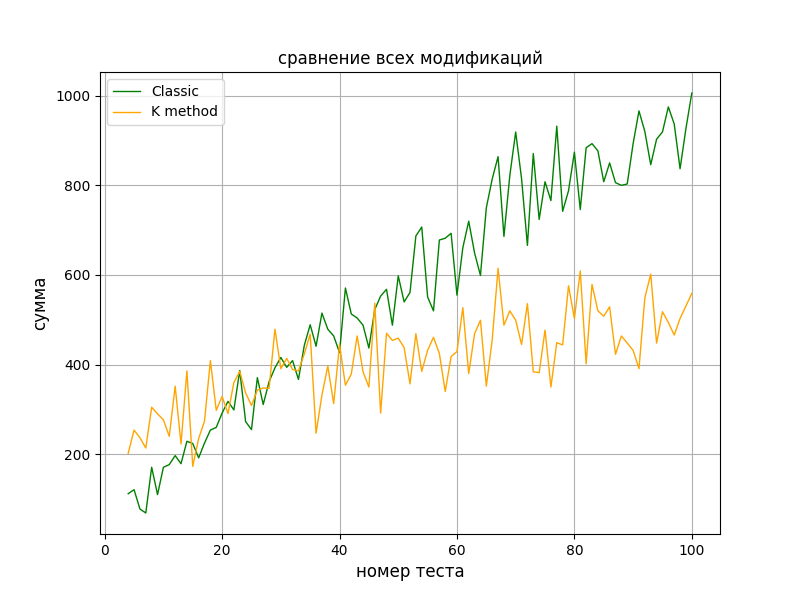 сравнение всех модификаций
Classic
K method
1000
800
600
400
200
сумма
0
20
40
60
80
100
номер теста